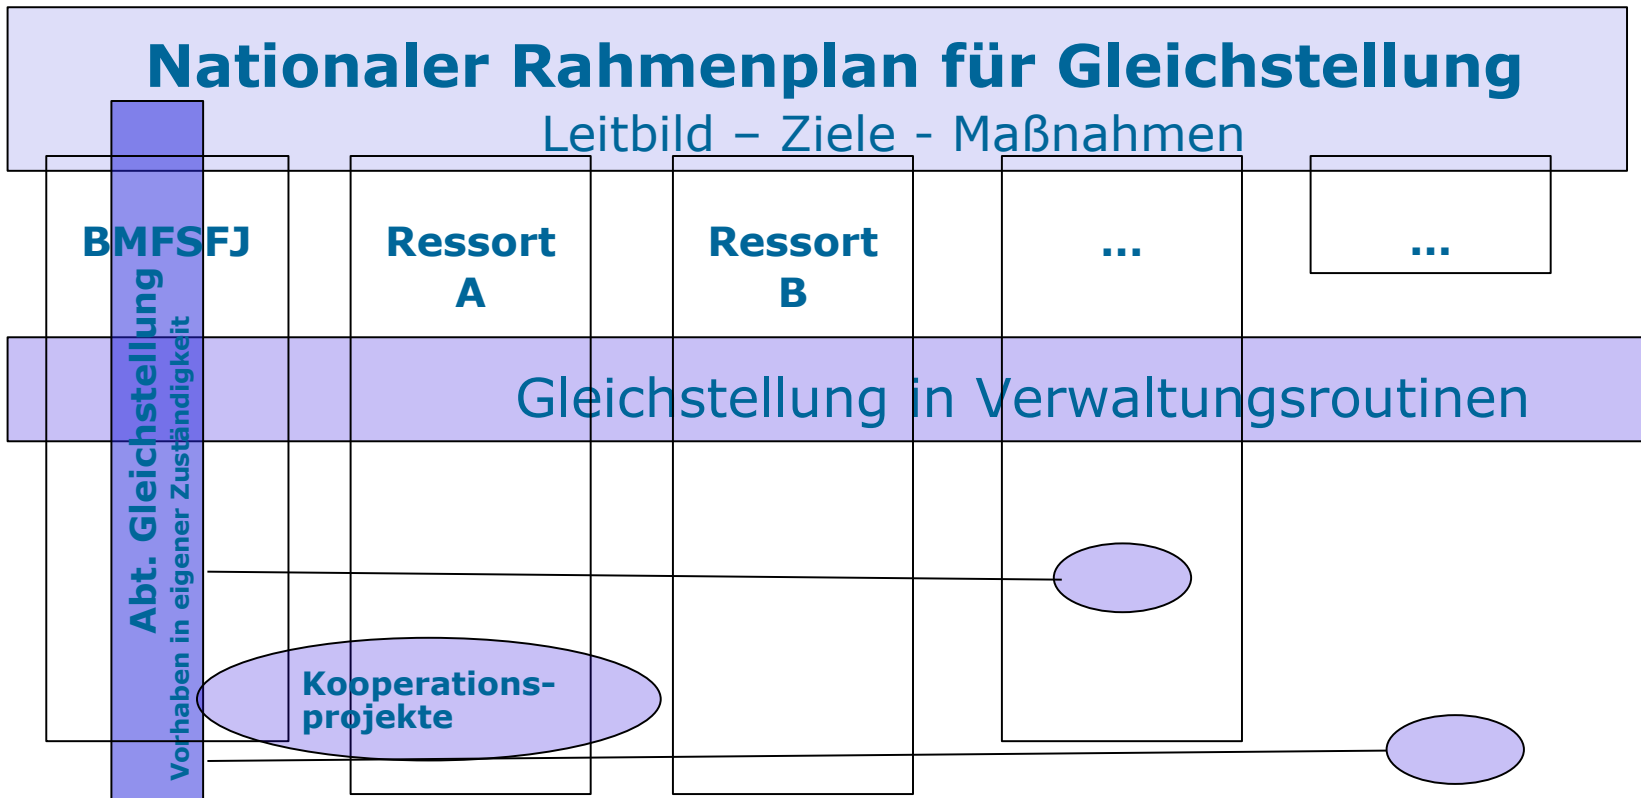 Nationaler Rahmenplan für Gleichstellung
Leitbild – Ziele - Maßnahmen
BMFSFJ
Ressort
A
Ressort
B
...
...
Abt. Gleichstellung
Vorhaben in eigener Zuständigkeit
Gleichstellung in Verwaltungsroutinen
Kooperations-
projekte